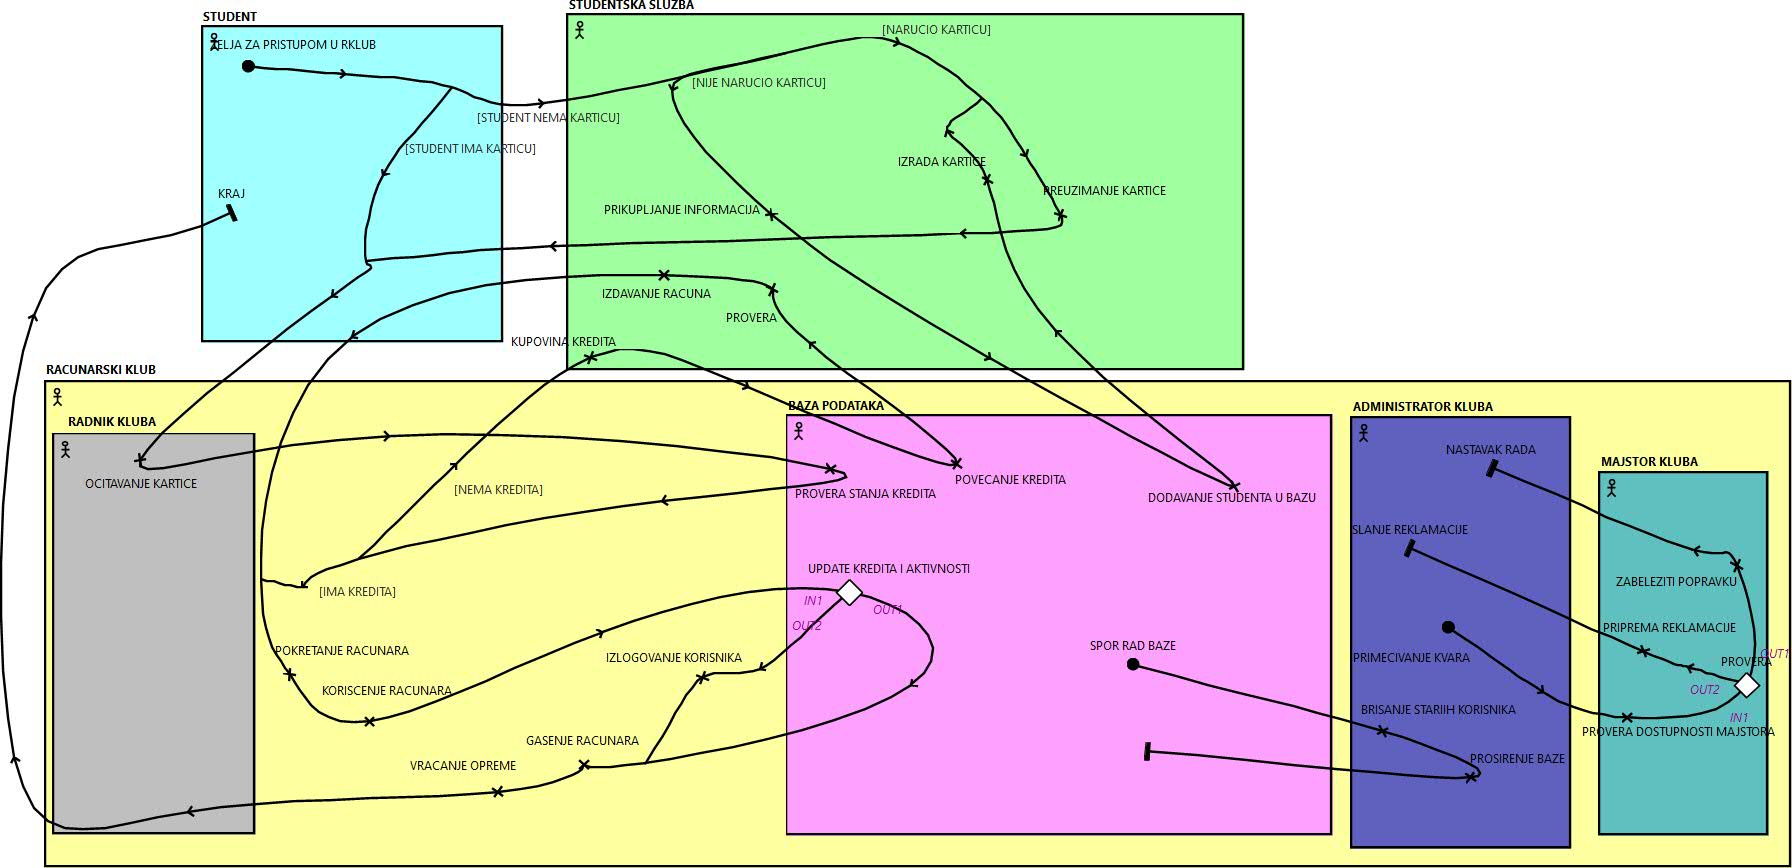 STUDENTSKA SLUZBA
STUDENT
[NARUCIO KARTICU]
ELJA ZA PRISTUPOM U RKLUB
[NIJE NARUCIO KARTICU]
[STUDENT NEMA KARTICU]
[STUDENT IMA KARTICU]
IZRADA KARTICE
PREUZIMANJE KARTICE
KRAJ
PRIKUPLJANJE INFORMACIJA
IZDAVANJE RACUNA
PROVERA
KUPOVINA KREDITA
RACUNARSKI KLUB
BAZA PODATAKA
ADMINISTRATOR KLUBA
RADNIK KLUBA
NASTAVAK RADA
MAJSTOR KLUBA
OCITAVANJE KARTICE
[NEMA KREDITA]
PROVERA STANJA KREDITA
POVECANJE KREDITA
DODAVANJE STUDENTA U BAZU
SLANJE REKLAMACIJE
UPDATE KREDITA I AKTIVNOSTI
ZABELEZITI POPRAVKU
[IMA KREDITA]
IN1
OUT1
OUT2
PRIPREMA REKLAMACIJE
SPOR RAD BAZE
POKRETANJE RACUNARA
IZLOGOVANJE KORISNIKA
PRIMECIVANJE KVARA
OUT1
PROVERA
KORISCENJE RACUNARA
OUT2
BRISANJE STARIIH KORISNIKA
IN1
PROVERA DOSTUPNOSTI MAJSTORA
GASENJE RACUNARA
PROSIRENJE BAZE
VRACANJE OPREME